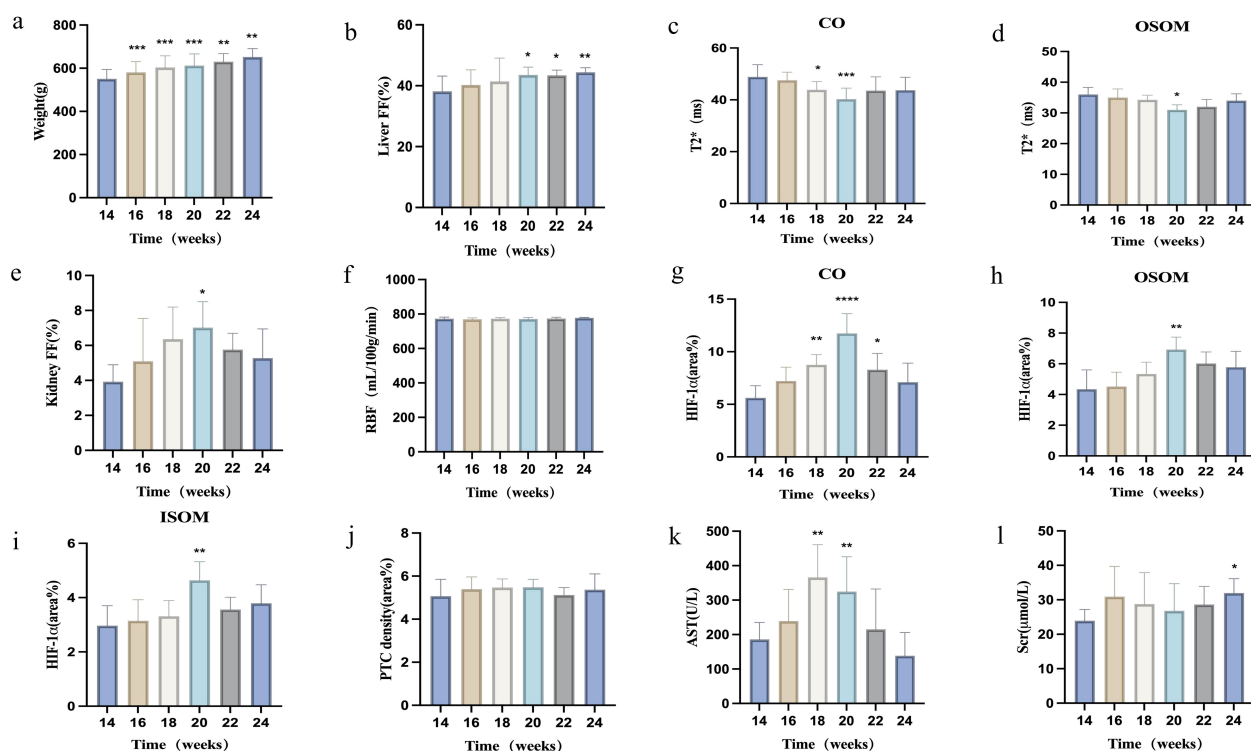 a
Weight(g)
800
600
400
200
0
*** *** *** ** **
14 16 18 20 22 24
Time (weeks)
b
Liver FF(%)
60
40
20
0
* * **
14 16 18 20 22 24
Time (weeks)
c
CO
T2* (ms)
60
40
20
0
* ***
14 16 18 20 22 24
Time (weeks)
d
OSOM
T2* (ms)
50
40
30
20
10
0
*
14 16 18 20 22 24
Time (weeks)
e
Kidney FF(%)
10
8
6
4
2
0
*
14 16 18 20 22 24
Time (weeks)
f
RBF (mL/100g/min)
1000
800
600
400
200
0
14 16 18 20 22 24
Time (weeks)
g
CO
HIF-1α(area%)
15
10
5
0
** **** *
14 16 18 20 22 24
Time (weeks)
h
OSOM
HIF-1α(area%)
10
8
6
4
2
0
**
14 16 18 20 22 24
Time (weeks)
i
ISOM
HIF-1α(area%)
6
4
2
0
**
14 16 18 20 22 24
Time (weeks)
j
PTC density(area%)
8
6
4
2
0
14 16 18 20 22 24
Time (weeks)
k
AST(U/L)
500
400
300
200
100
0
** **
14 16 18 20 22 24
Time (weeks)
l
Scr(μmol/L)
50
40
30
20
10
0
*
14 16 18 20 22 24
Time (weeks)